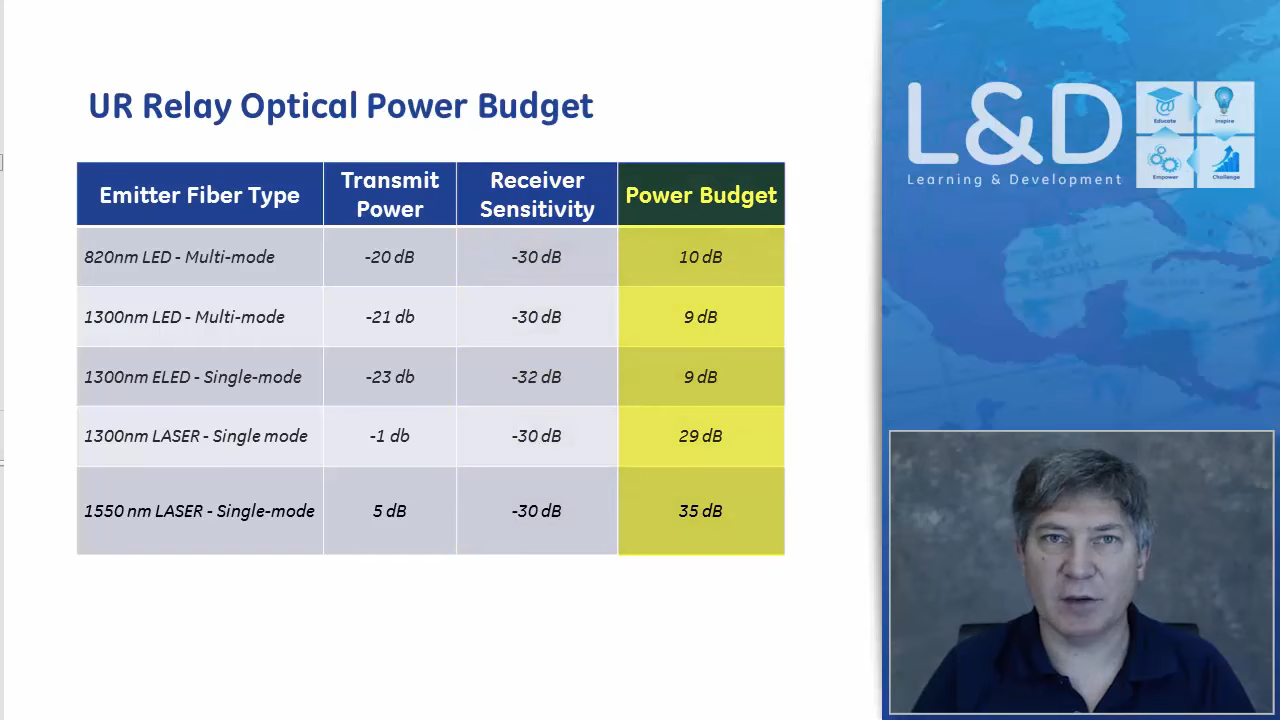 UR Relay Optical Power Budget
Emitter Fiber Type
Transmit
Power
Receiver
Sensitivity
Power Budget
820nm LED - Multi-mode
-20 dB
-30 dB
10 dB
1300nm LED - Multi-mode
-21 db
-30 dB
9 dB
1300nm ELED - Single-mode
-23 db
-32 dB
9 dB
1300nm LASER - Single mode
-1 db
-30 dB
29 dB
1550 nm LASER - Single-mode
5 dB
-30 dB
35 dB
L&D
Learning & Development
@
Educate
Inspire
Empower
Challenge